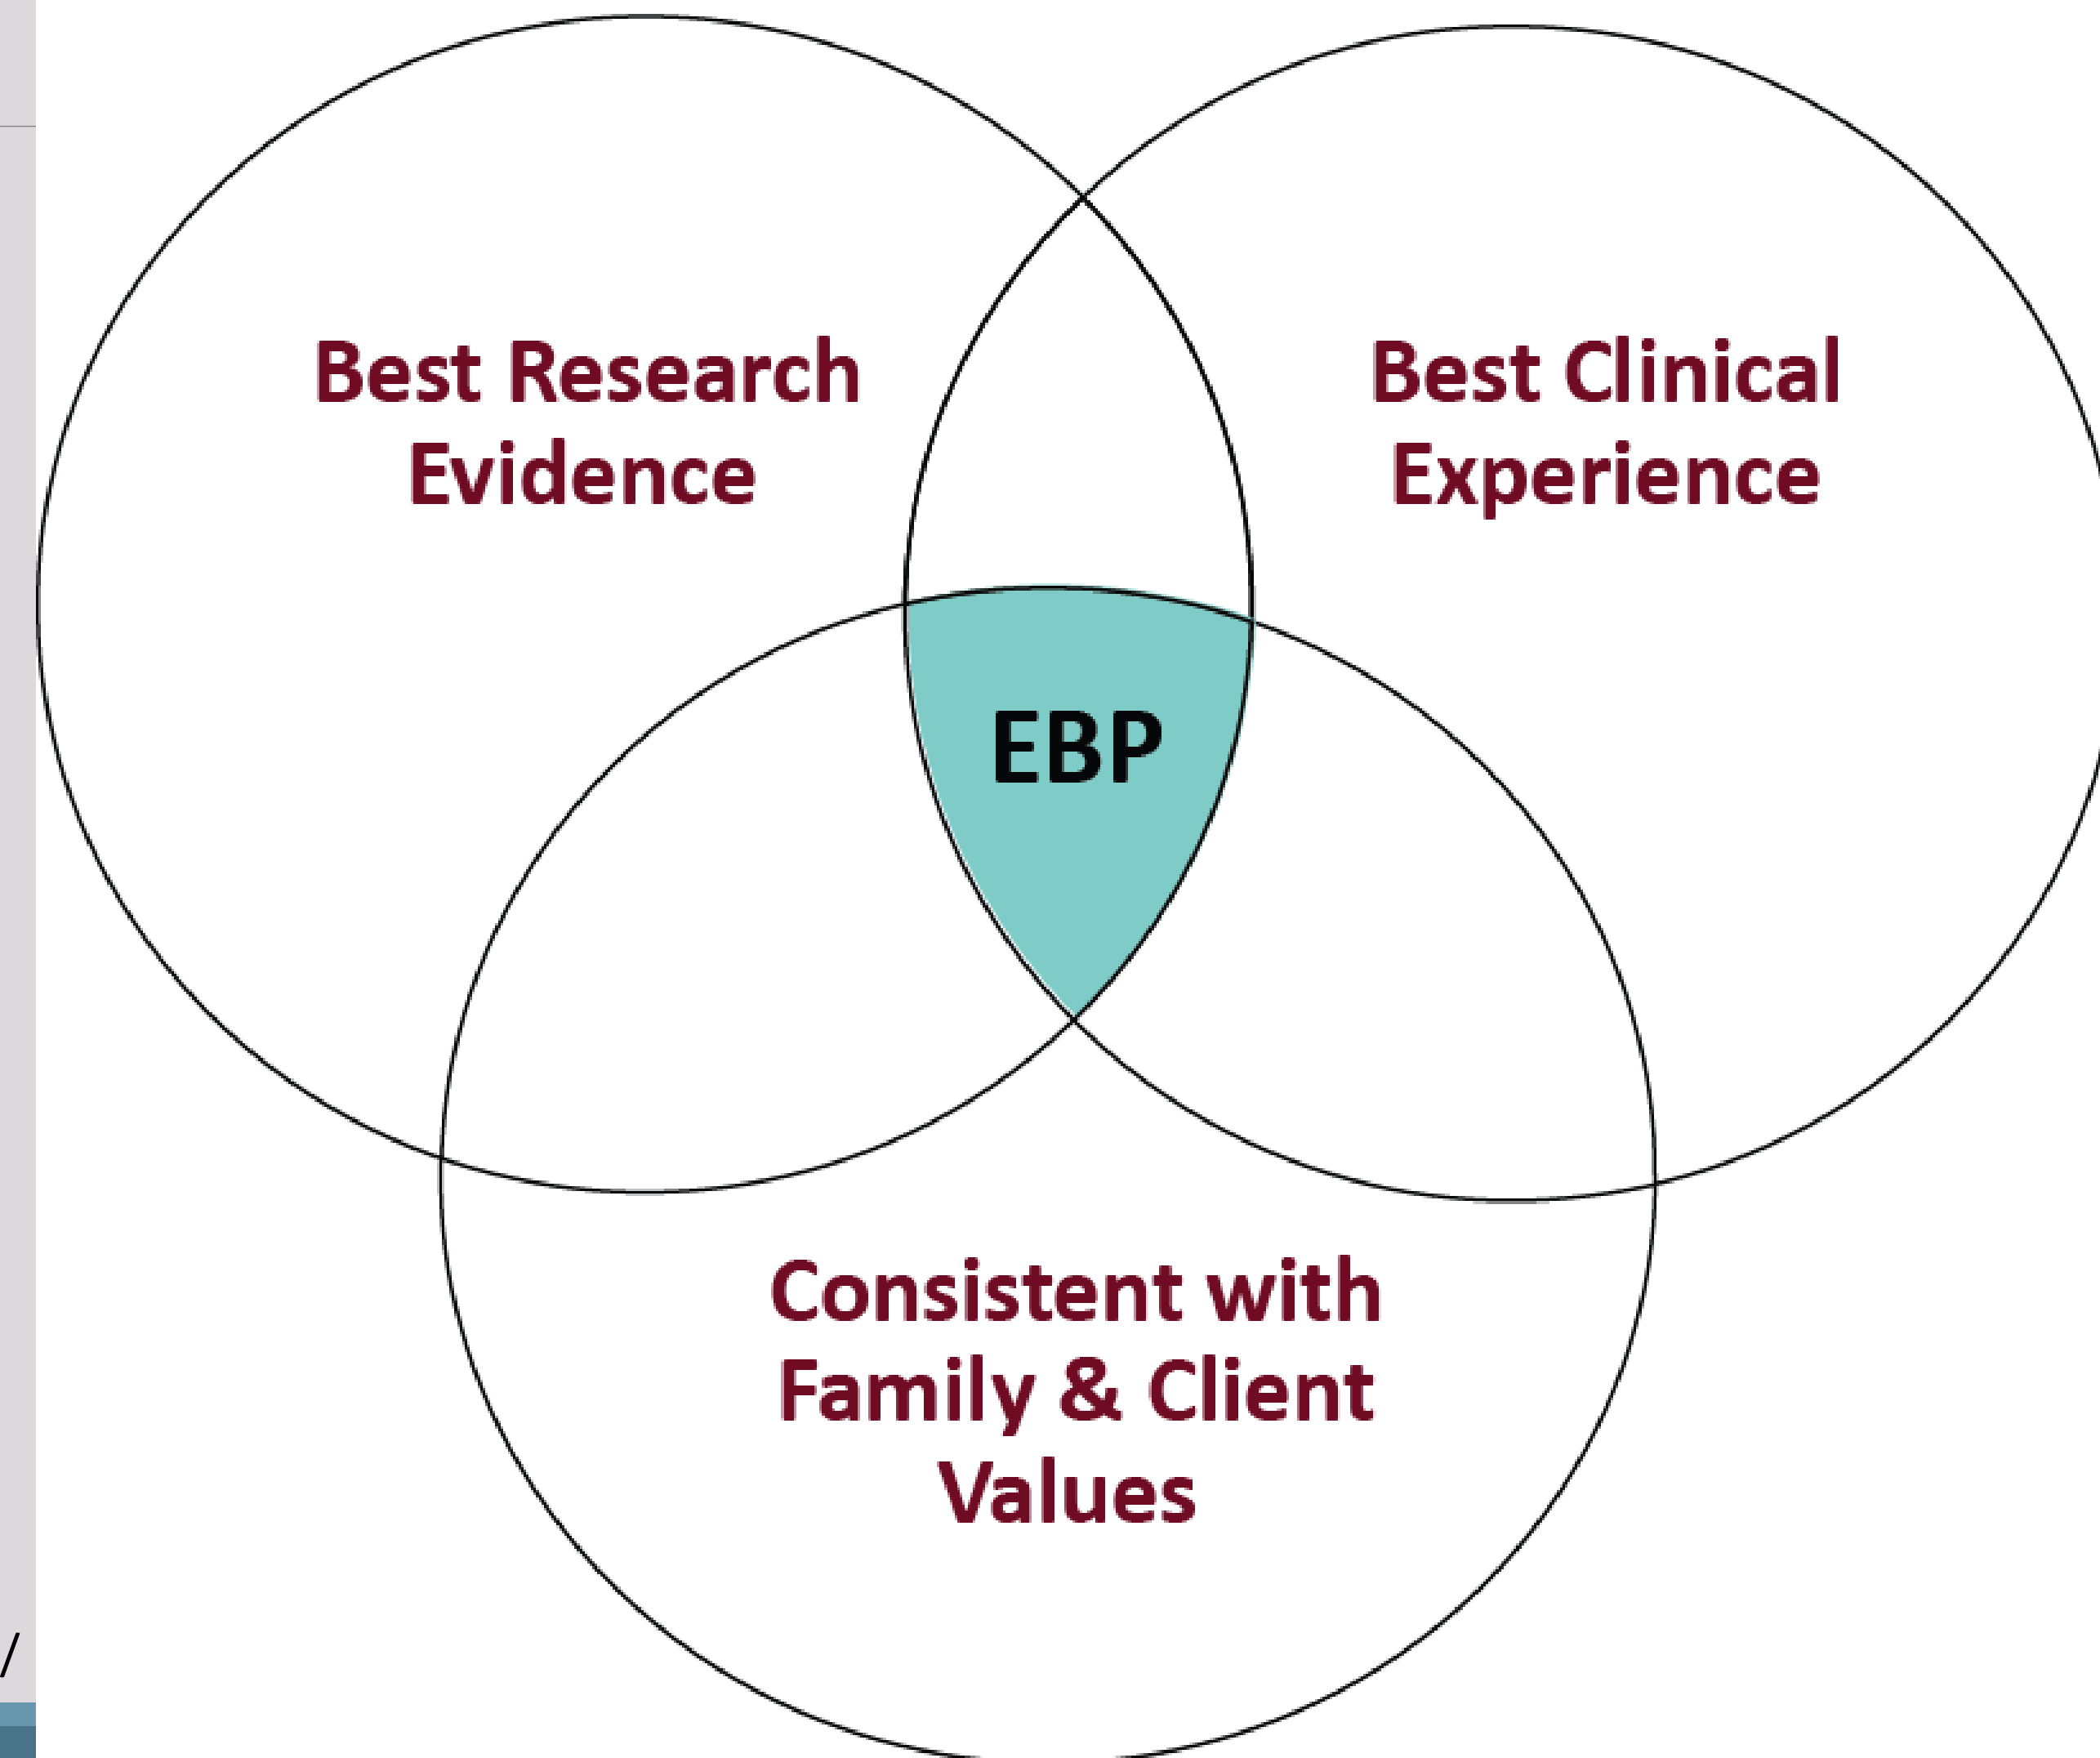 Best Research
Evidence
Best Clinical
Experience
EBP
Consistent with
Family & Client
Values
/